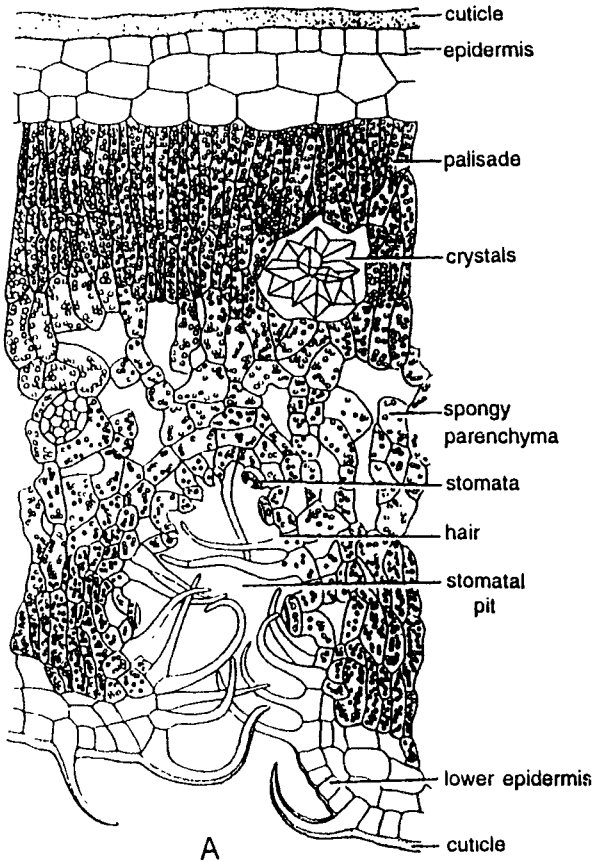 cuticle
epidermis
palisade
crystals
spongy
parenchyma
stomata
hair
stomatal
pit
lower epidermis
cuticle
A